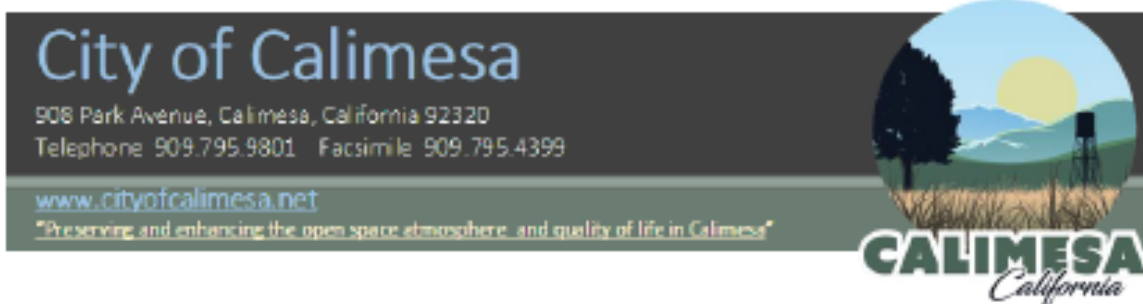 City of Calimesa
908 Park Avenue, Calimesa, California 92320
Telephone 909.795.9801 Facsimile 909.795.4399
www.cityofcalimesa.net
"Preserving and enhancing the open space atmosphere and quality of life in Calimesa"
CALIMESA
California